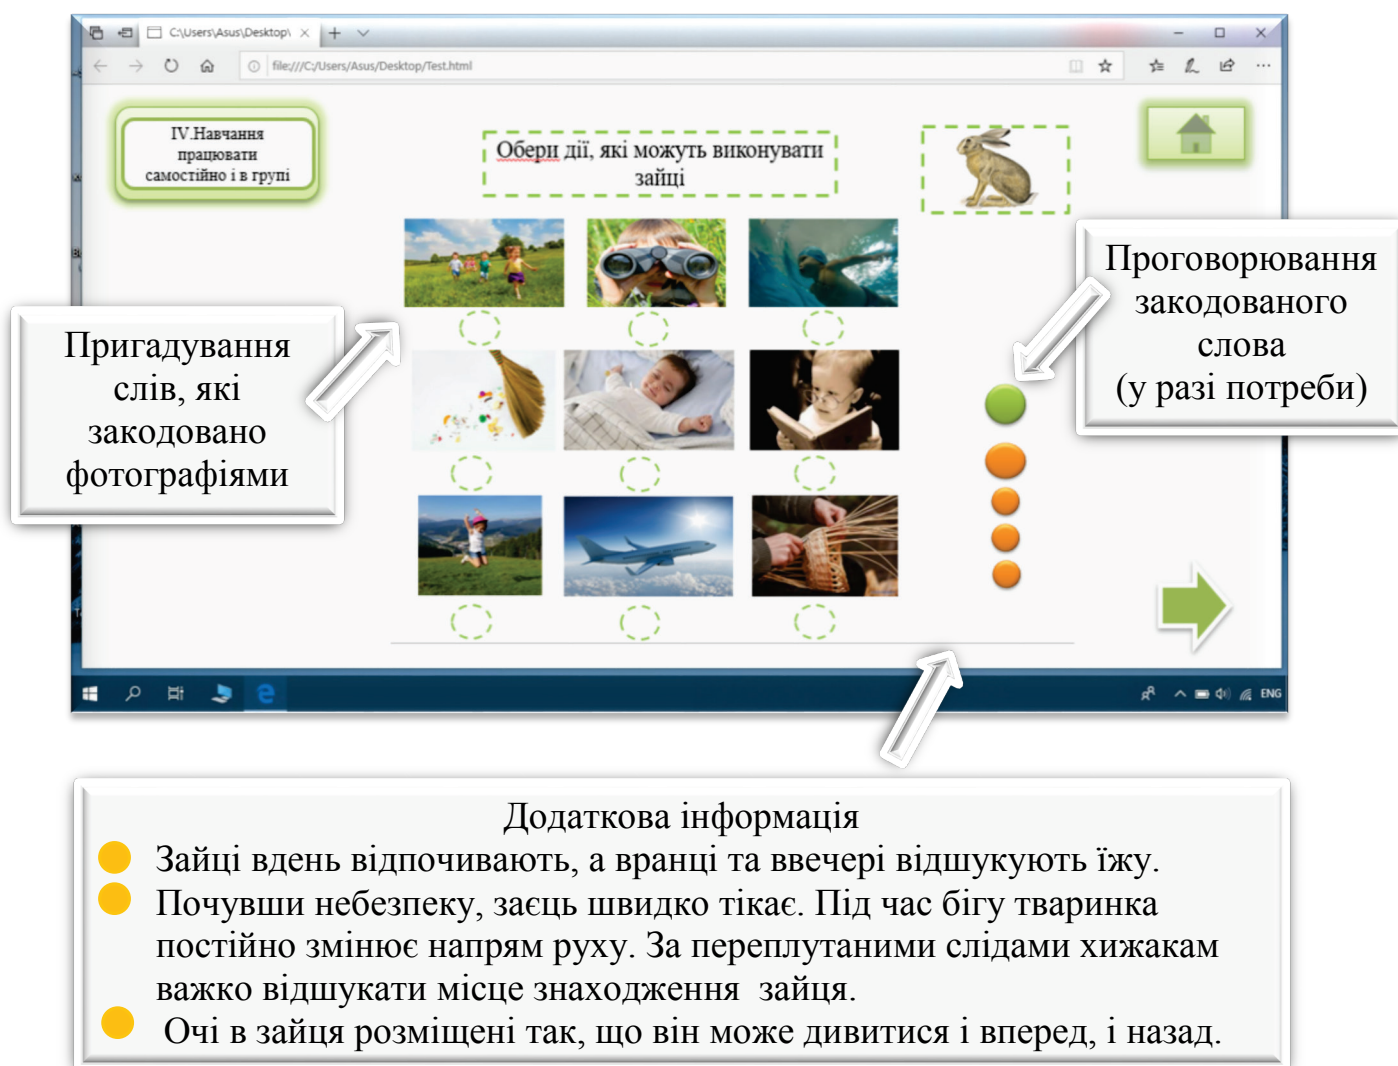 C:\Users\Asus\Desktop\
file:///C:/Users/Asus/Desktop/Test.html
IV.Навчання
працювати
самостійно і в групі
Обери дії, які можуть виконувати
зайці
Проговорювання
закодованого
слова
(у разі потреби)
Пригадування
слів, які
закодовано
фотографіями
ENG
Додаткова інформація
Зайці вдень відпочивають, а вранці та ввечері відшукують їжу.
Почувши небезпеку, заєць швидко тікає. Під час бігу тваринка
постійно змінює напрям руху. За переплутаними слідами хижакам
важко відшукати місце знаходження зайця.
Очі в зайця розміщені так, що він може дивитися і вперед, і назад.